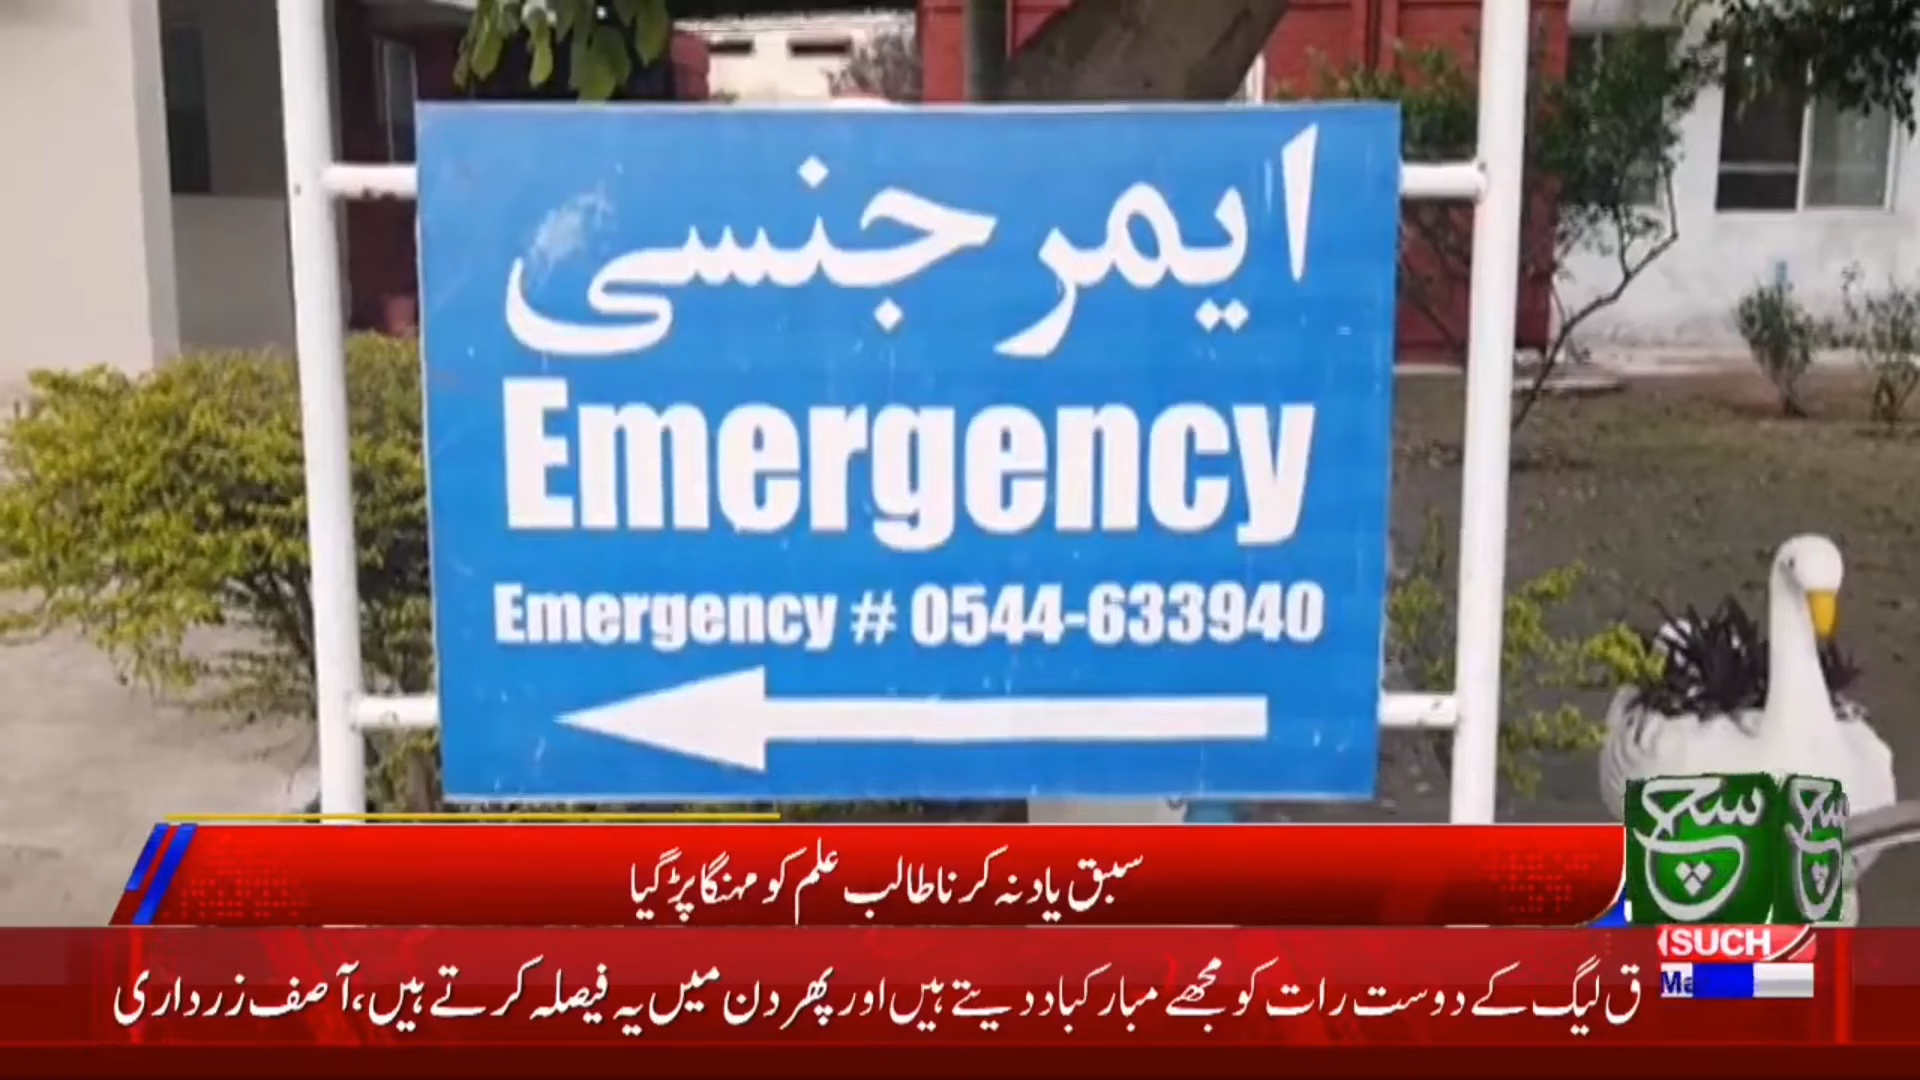 ایمرجنسی
Emergency
Emergency # 0544-633940
سچ سچ
سبق یاد نہ کرنا طالب علم کو مہنگا پڑ گیا
SUCH
ق لیگ کے دوست رات کو مجھے مبارکباد دیتے ہیں اور پھر دن میں یہ فیصلہ کرتے ہیں، آصف زرداری